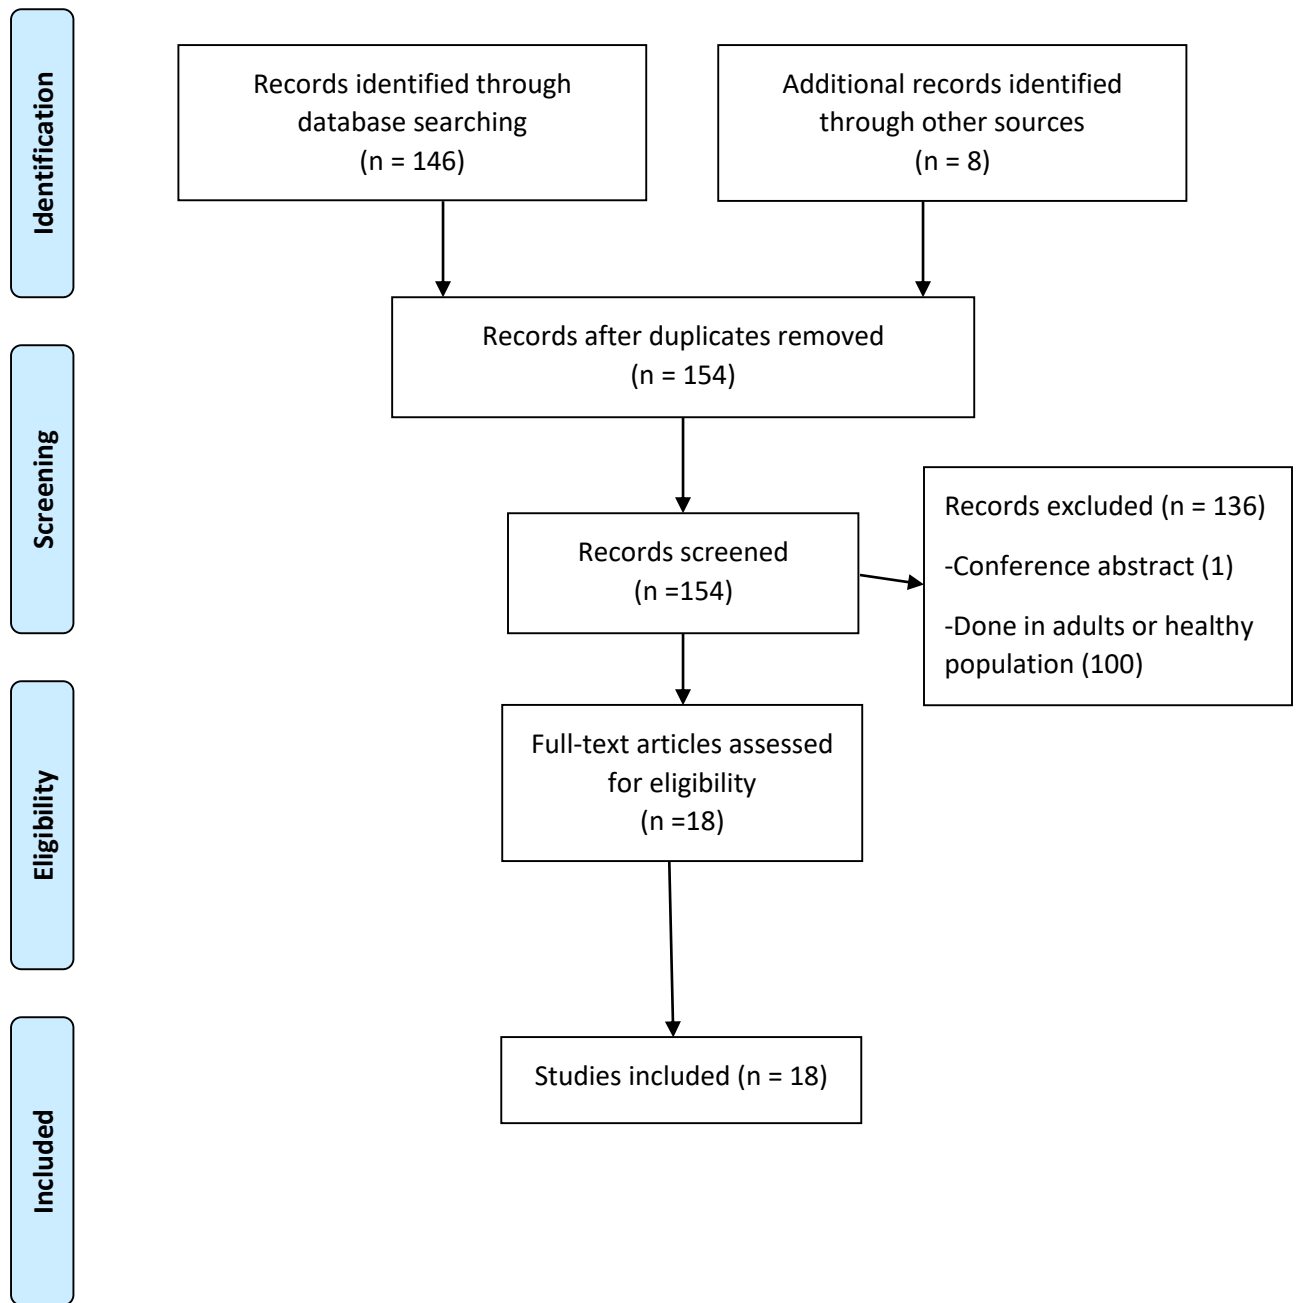 Identification
Records identified through
database searching
(n = 146)
Additional records identified
through other sources
(n = 8)
Records after duplicates removed
(n = 154)
Screening
Records screened
(n =154)
Records excluded (n = 136)
-Conference abstract (1)
-Done in adults or healthy
population (100)
Eligibility
Full-text articles assessed
for eligibility
(n =18)
Included
Studies included (n = 18)